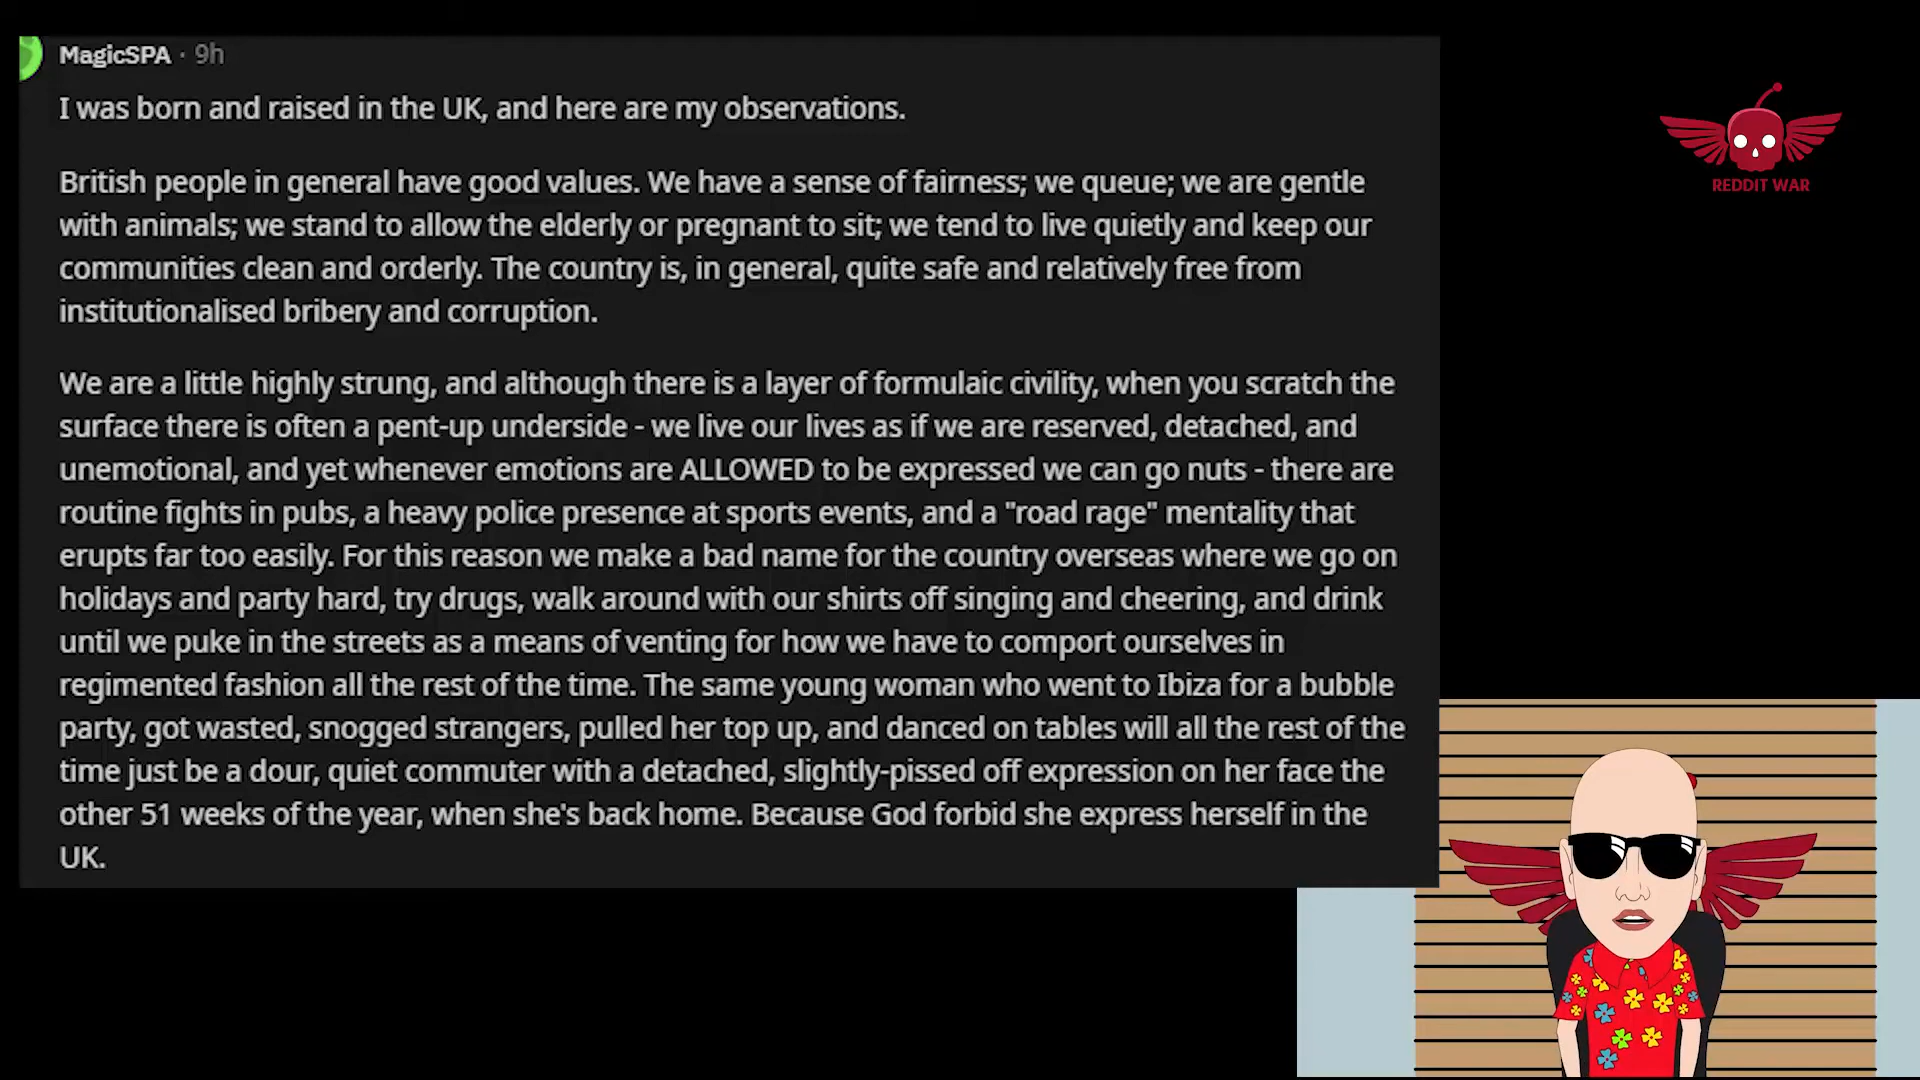 MagicSPA · 9h
I was born and raised in the UK, and here are my observations.
British people in general have good values. We have a sense of fairness; we queue; we are gentle
with animals; we stand to allow the elderly or pregnant to sit; we tend to live quietly and keep our
communities clean and orderly. The country is, in general, quite safe and relatively free from
institutionalised bribery and corruption.
We are a little highly strung, and although there is a layer of formulaic civility, when you scratch the
surface there is often a pent-up underside - we live our lives as if we are reserved, detached, and
unemotional, and yet whenever emotions are ALLOWED to be expressed we can go nuts - there are
routine fights in pubs, a heavy police presence at sports events, and a "road rage" mentality that
erupts far too easily. For this reason we make a bad name for the country overseas where we go on
holidays and party hard, try drugs, walk around with our shirts off singing and cheering, and drink
until we puke in the streets as a means of venting for how we have to comport ourselves in
regimented fashion all the rest of the time. The same young woman who went to Ibiza for a bubble
party, got wasted, snogged strangers, pulled her top up, and danced on tables will all the rest of the
time just be a dour, quiet commuter with a detached, slightly-pissed off expression on her face the
other 51 weeks of the year, when she's back home. Because God forbid she express herself in the
UK.
REDDIT WAR